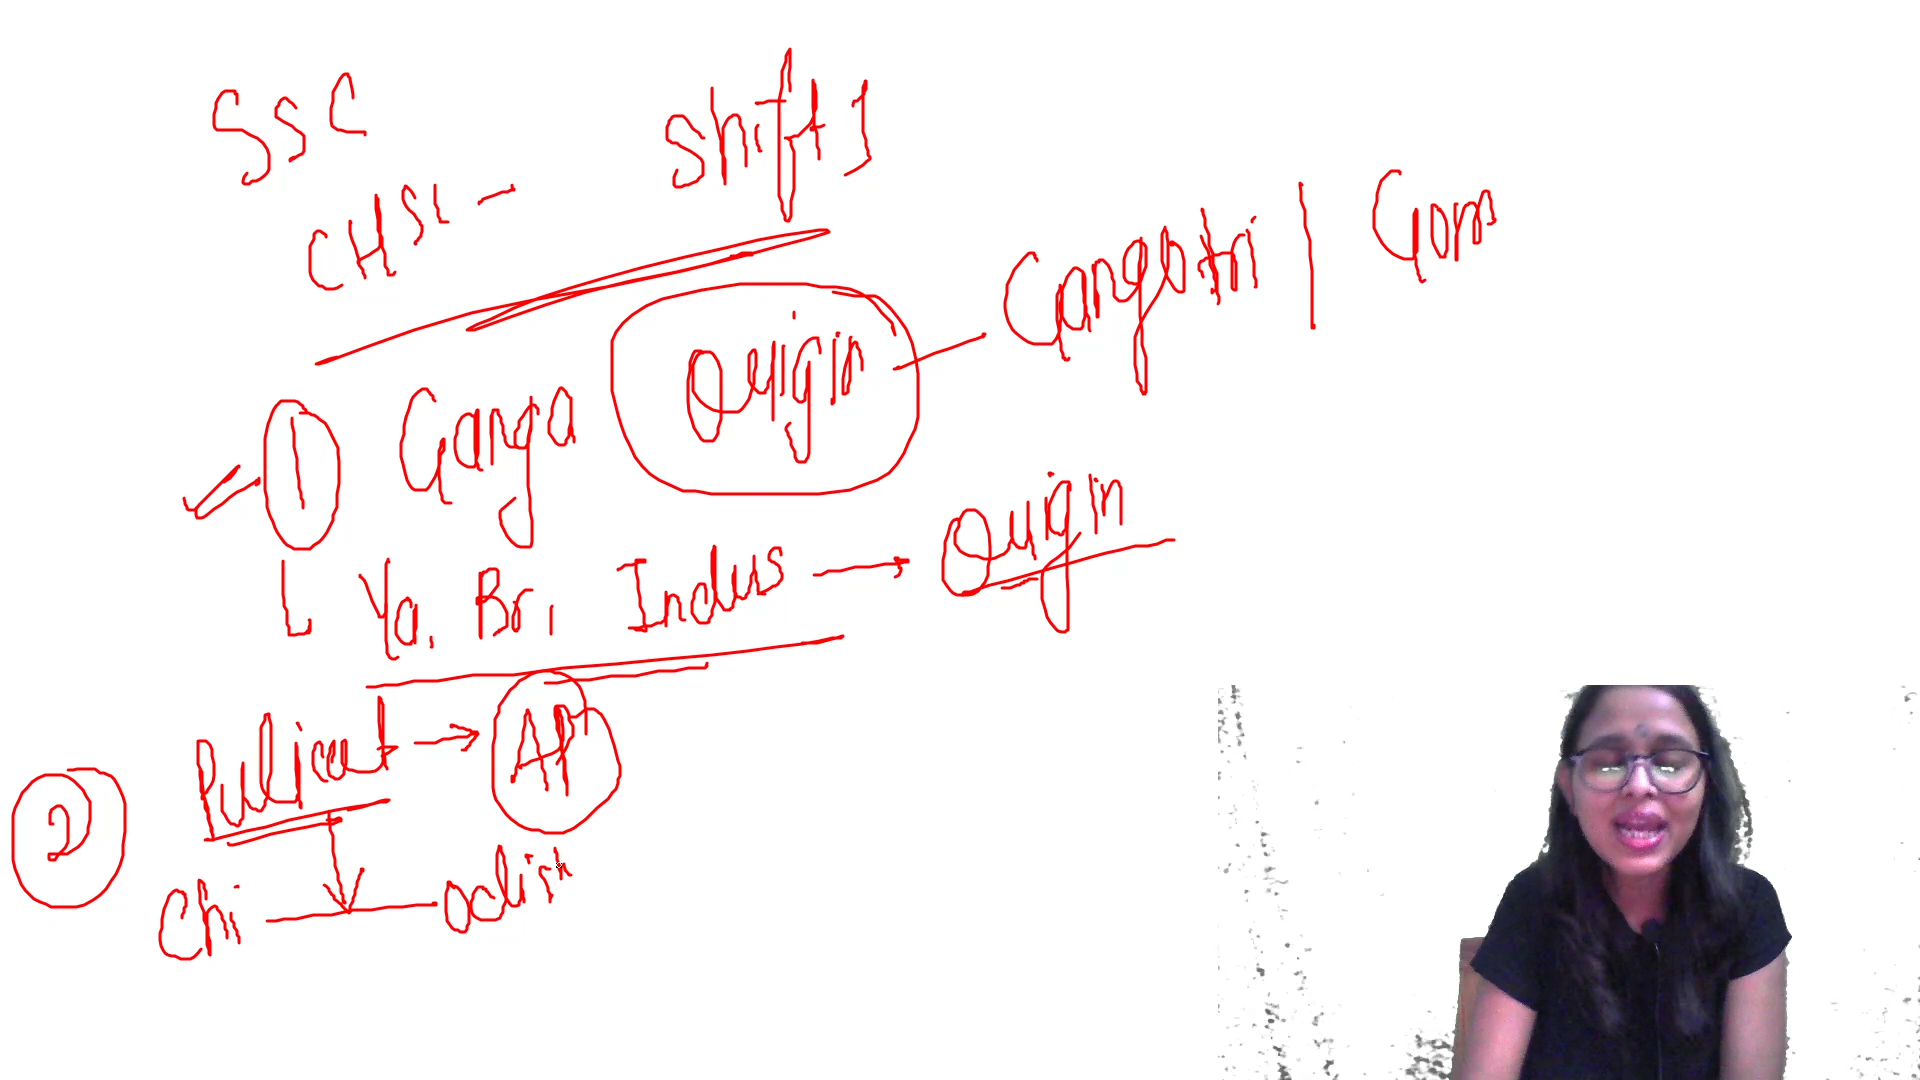 SSC Shift 1
CHSL -
1 Ganga Origin - Gangotri | Gom
Ya, Br, Indus → Origin
2 Pulicat → AP
Chi - odish